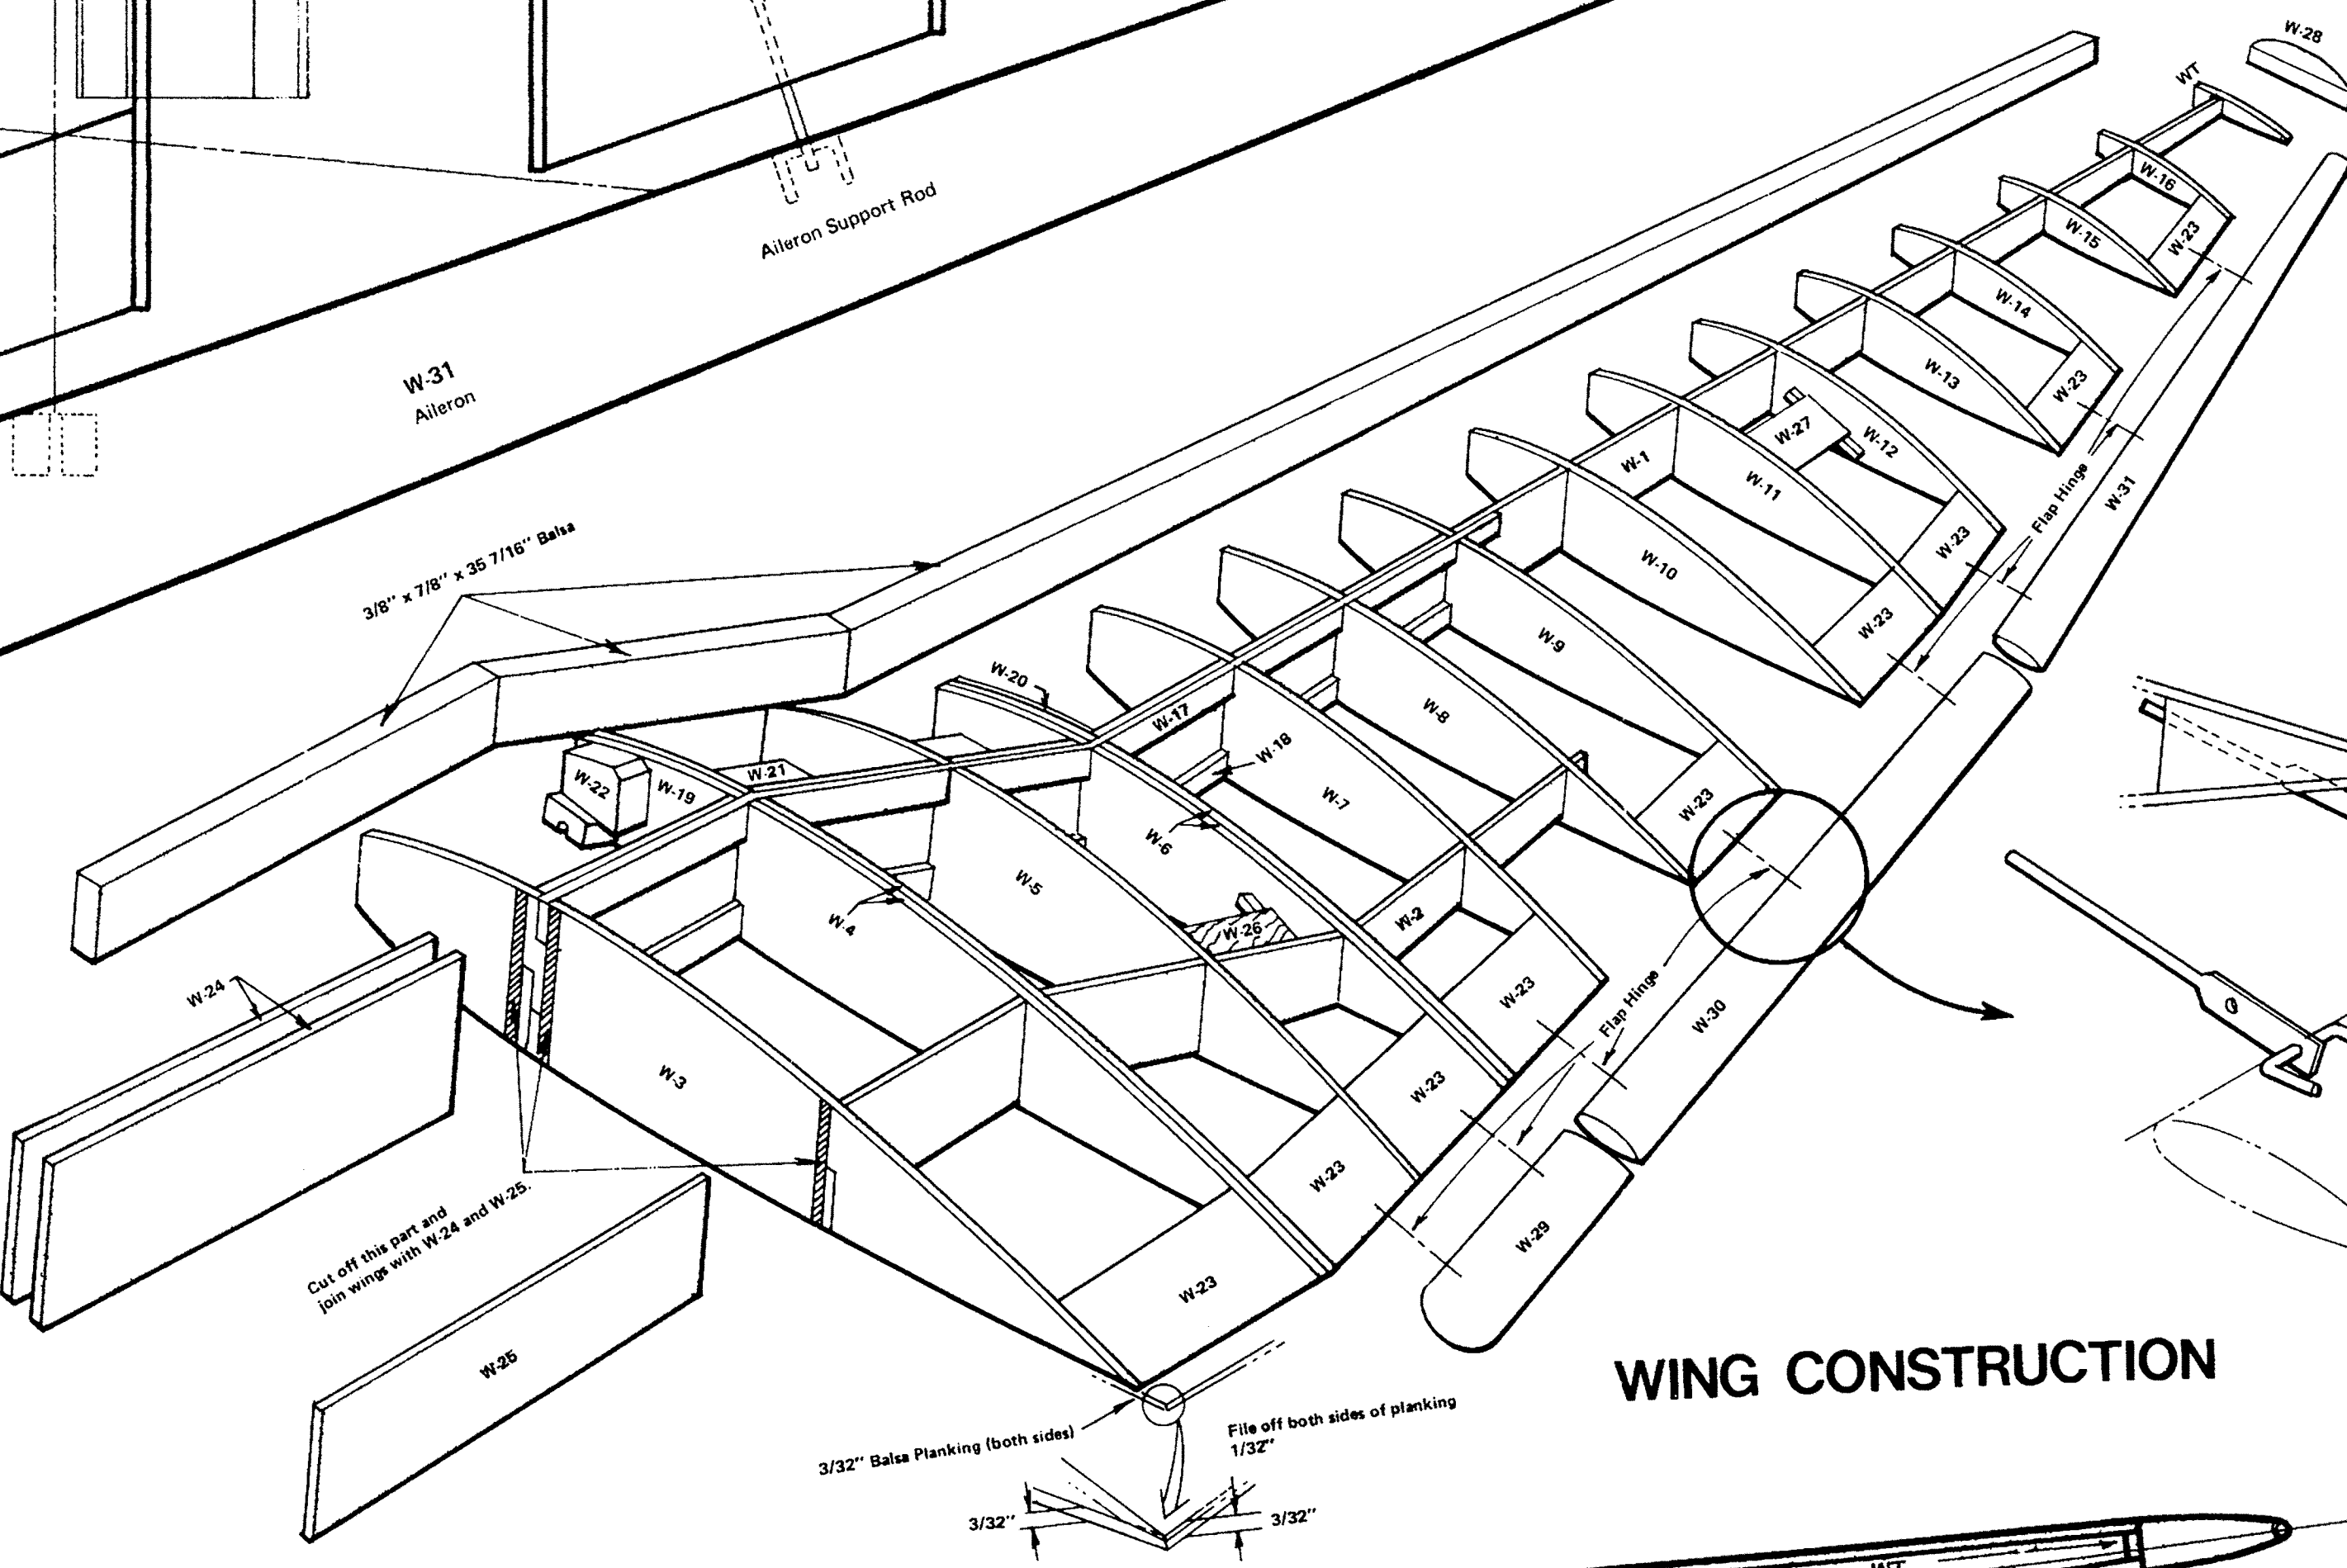 W-28
WT
W-16
W-15
W-23
Aileron Support Rod
W-14
W-13
W-23
W-31
Aileron
W-27
W-12
W-1
W-11
Flap Hinge
W-31
3/8" x 7/8" x 35 7/16" Balsa
W-23
W-10
W-23
W-9
W-20
W-8
W-17
W-18
W-21
W-22
W-19
W-7
W-23
W-6
W-5
W-4
W-2
W-26
W-24
W-23
Flap Hinge
W-30
W-3
W-23
W-23
Cut off this part and
join wings with W-24 and W-25.
W-29
W-23
W-25
WING CONSTRUCTION
3/32" Balsa Planking (both sides)
File off both sides of planking
1/32"
3/32"
3/32"
WT